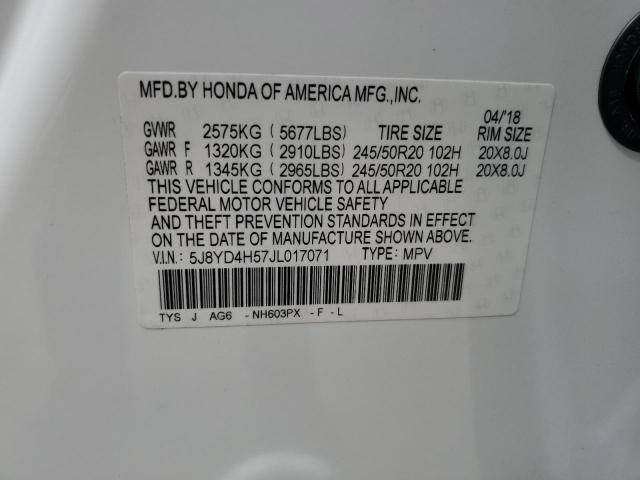 MFD.BY HONDA OF AMERICA MFG.,INC.
04/'18
GVWR 2575KG (5677LBS) TIRE SIZE RIM SIZE
GAWR F 1320KG (2910LBS) 245/50R20 102H 20X8.0J
GAWR R 1345KG (2965LBS) 245/50R20 102H 20X8.0J
THIS VEHICLE CONFORMS TO ALL APPLICABLE
FEDERAL MOTOR VEHICLE SAFETY
AND THEFT PREVENTION STANDARDS IN EFFECT
ON THE DATE OF MANUFACTURE SHOWN ABOVE.
V.I.N.: 5J8YD4H57JL017071 TYPE: MPV
TYS J AG6 -NH603PX -F -L